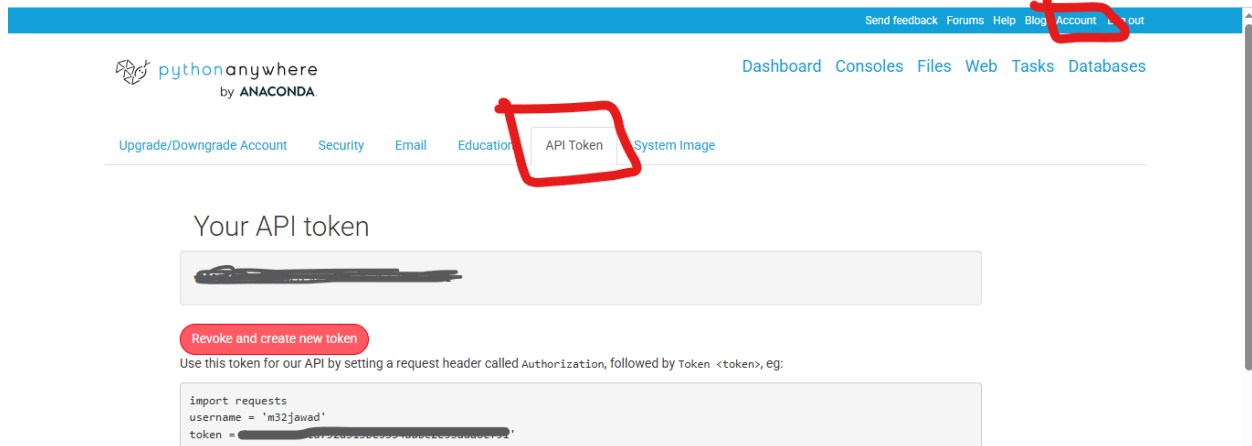 Send feedback Forums Help Blog Account Log out
pythonanywhere
by ANACONDA.
Dashboard Consoles Files Web Tasks Databases
Upgrade/Downgrade Account Security Email Education API Token System Image
Your API token
Revoke and create new token
Use this token for our API by setting a request header called Authorization, followed by Token <token>, eg:
import requests
username = 'm32jawad'
token =